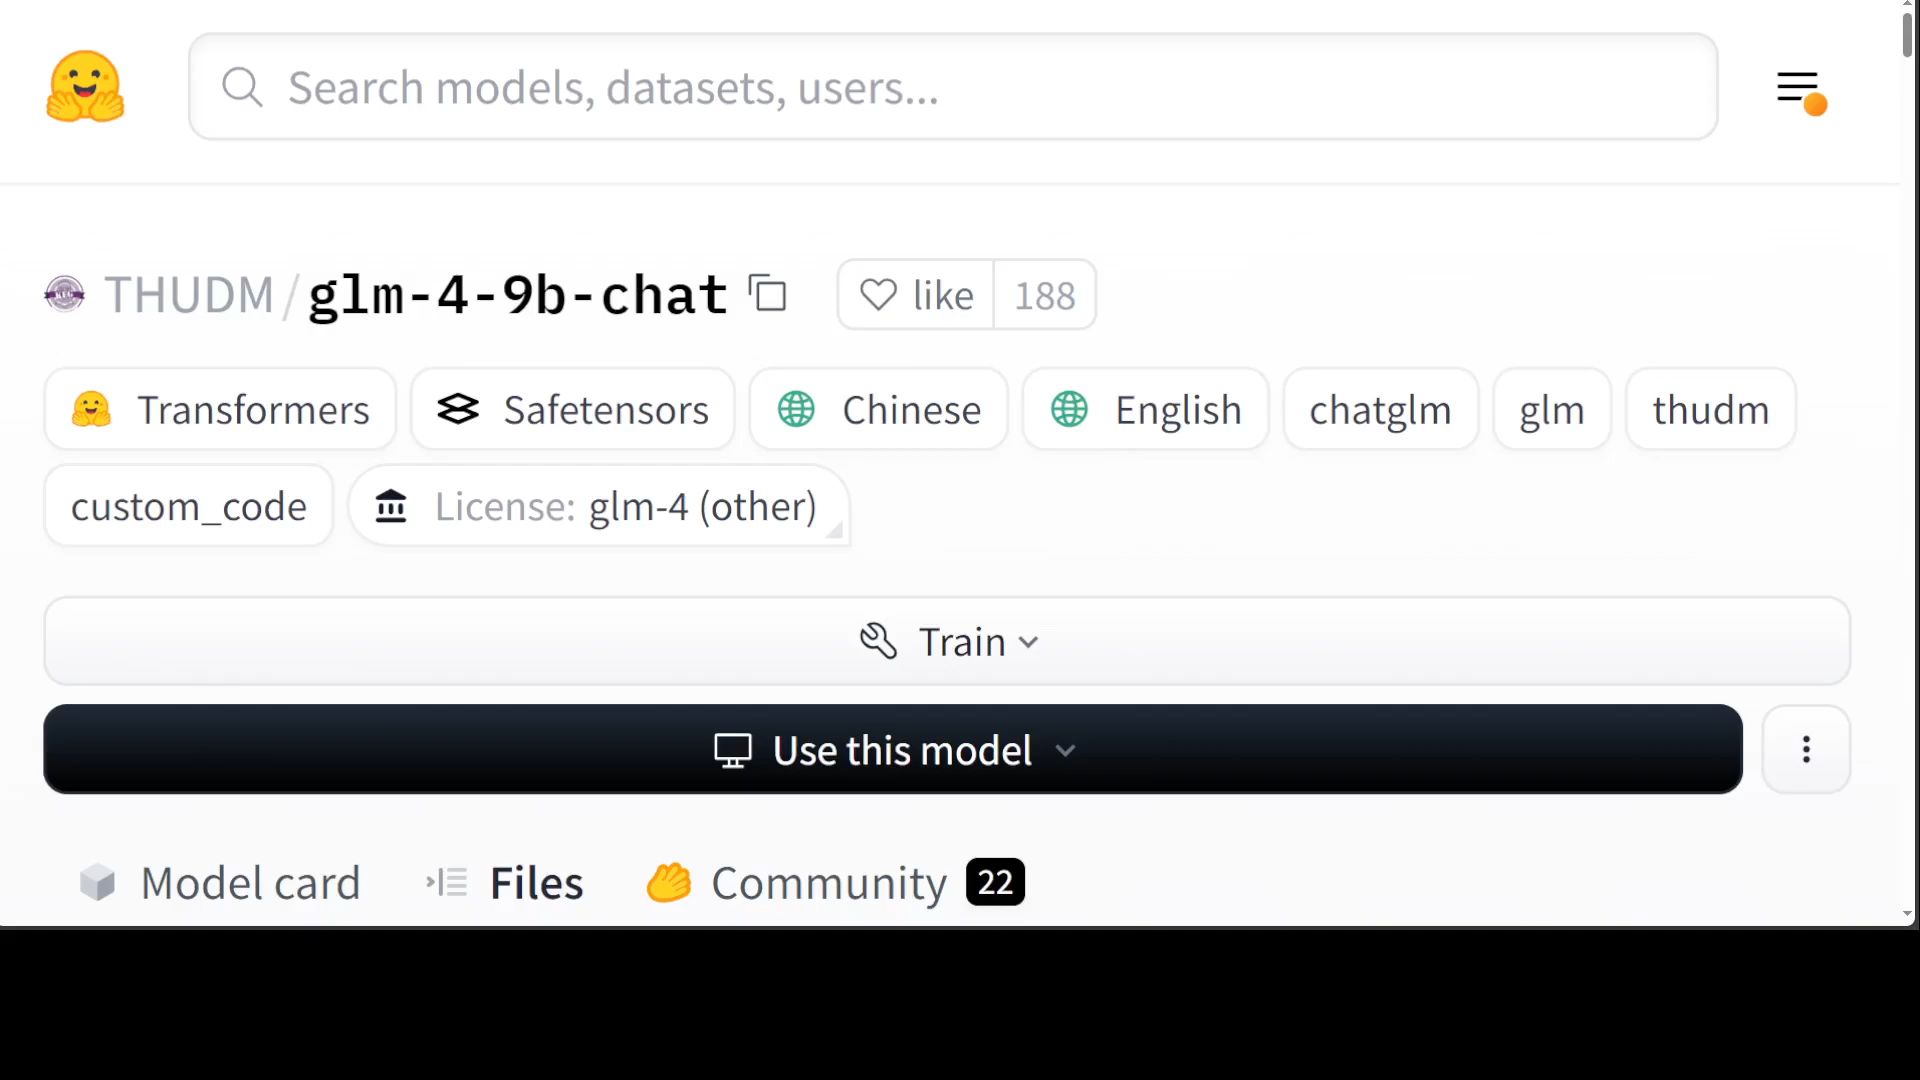 Search models, datasets, users...
THUDM/glm-4-9b-chat like 188
Transformers Safetensors Chinese English chatglm glm thudm
custom_code License: glm-4 (other)
Train
Use this model
Model card Files Community 22